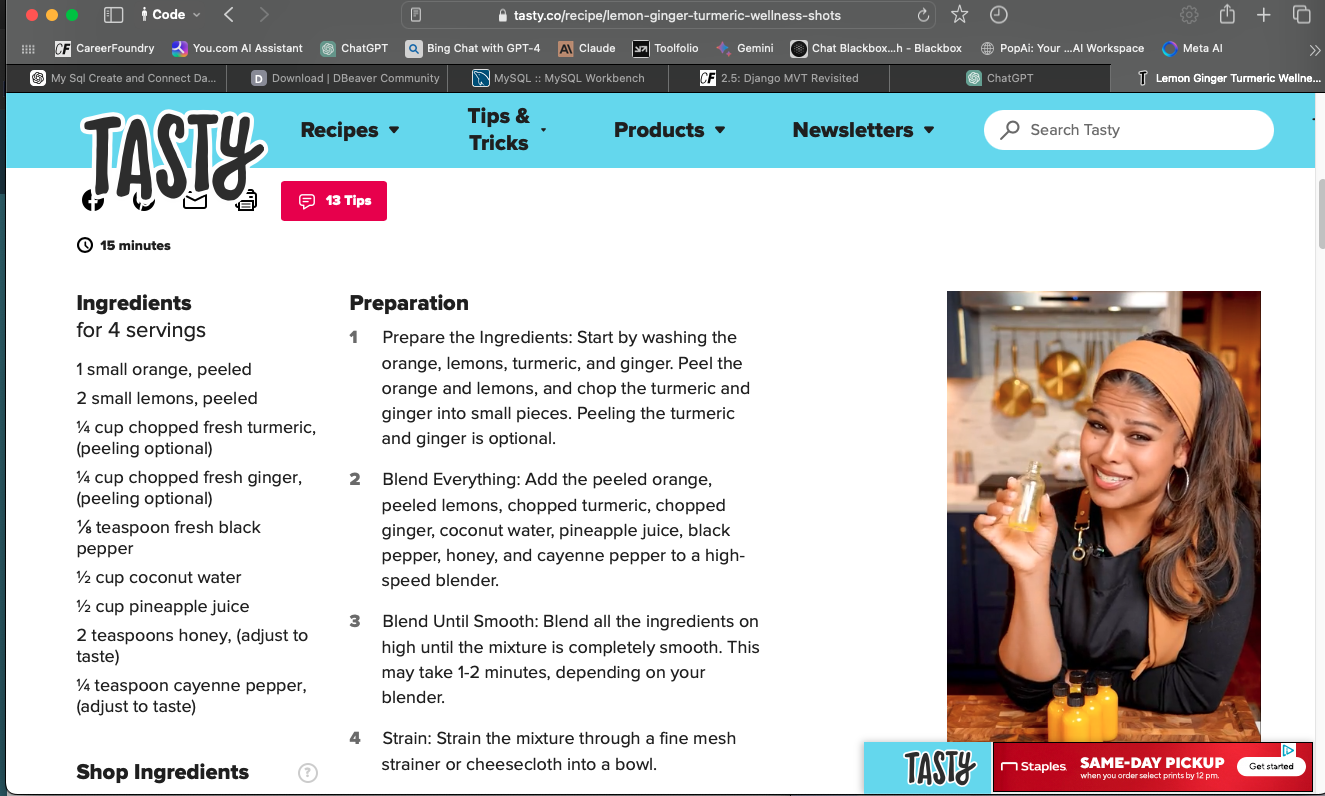 Code
tasty.co/recipe/lemon-ginger-turmeric-wellness-shots
CF CareerFoundry
You.com AI Assistant
ChatGPT
Bing Chat with GPT-4
Claude
Toolfolio
Gemini
Chat Blackbox...h - Blackbox
PopAi: Your ...AI Workspace
Meta AI
My Sql Create and Connect Da...
D Download | DBeaver Community
MySQL :: MySQL Workbench
CF 2.5: Django MVT Revisited
ChatGPT
T Lemon Ginger Turmeric Wellne...
TASTY
Recipes
Tips &
Tricks
Products
Newsletters
Search Tasty
13 Tips
15 minutes
Ingredients
for 4 servings
1 small orange, peeled
2 small lemons, peeled
¼ cup chopped fresh turmeric,
(peeling optional)
¼ cup chopped fresh ginger,
(peeling optional)
⅛ teaspoon fresh black
pepper
½ cup coconut water
½ cup pineapple juice
2 teaspoons honey, (adjust to
taste)
¼ teaspoon cayenne pepper,
(adjust to taste)
Shop Ingredients ?
Preparation
1 Prepare the Ingredients: Start by washing the
orange, lemons, turmeric, and ginger. Peel the
orange and lemons, and chop the turmeric and
ginger into small pieces. Peeling the turmeric
and ginger is optional.
2 Blend Everything: Add the peeled orange,
peeled lemons, chopped turmeric, chopped
ginger, coconut water, pineapple juice, black
pepper, honey, and cayenne pepper to a high-
speed blender.
3 Blend Until Smooth: Blend all the ingredients on
high until the mixture is completely smooth. This
may take 1-2 minutes, depending on your
blender.
4 Strain: Strain the mixture through a fine mesh
strainer or cheesecloth into a bowl.
TASTY
Staples
SAME-DAY PICKUP
when you order select prints by 12 pm.
Get started